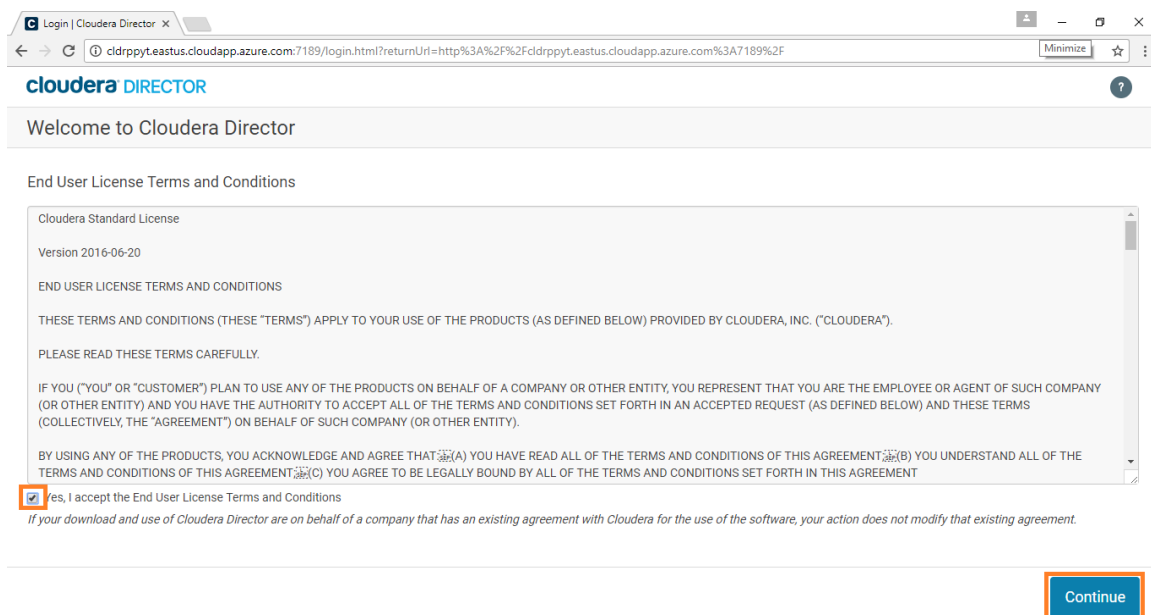 Login | Cloudera Director
cldrppyt.eastus.cloudapp.azure.com:7189/login.html?returnUrl=http%3A%2F%2Fcldrppyt.eastus.cloudapp.azure.com%3A7189%2F
Minimize
cloudera DIRECTOR
?
Welcome to Cloudera Director
End User License Terms and Conditions
Cloudera Standard License
Version 2016-06-20
END USER LICENSE TERMS AND CONDITIONS
THESE TERMS AND CONDITIONS (THESE “TERMS”) APPLY TO YOUR USE OF THE PRODUCTS (AS DEFINED BELOW) PROVIDED BY CLOUDERA, INC. (“CLOUDERA”).
PLEASE READ THESE TERMS CAREFULLY.
IF YOU (“YOU” OR “CUSTOMER”) PLAN TO USE ANY OF THE PRODUCTS ON BEHALF OF A COMPANY OR OTHER ENTITY, YOU REPRESENT THAT YOU ARE THE EMPLOYEE OR AGENT OF SUCH COMPANY
(OR OTHER ENTITY) AND YOU HAVE THE AUTHORITY TO ACCEPT ALL OF THE TERMS AND CONDITIONS SET FORTH IN AN ACCEPTED REQUEST (AS DEFINED BELOW) AND THESE TERMS
(COLLECTIVELY, THE “AGREEMENT”) ON BEHALF OF SUCH COMPANY (OR OTHER ENTITY).
BY USING ANY OF THE PRODUCTS, YOU ACKNOWLEDGE AND AGREE THAT (A) YOU HAVE READ ALL OF THE TERMS AND CONDITIONS OF THIS AGREEMENT (B) YOU UNDERSTAND ALL OF THE
TERMS AND CONDITIONS OF THIS AGREEMENT (C) YOU AGREE TO BE LEGALLY BOUND BY ALL OF THE TERMS AND CONDITIONS SET FORTH IN THIS AGREEMENT
Yes, I accept the End User License Terms and Conditions
If your download and use of Cloudera Director are on behalf of a company that has an existing agreement with Cloudera for the use of the software, your action does not modify that existing agreement.
Continue